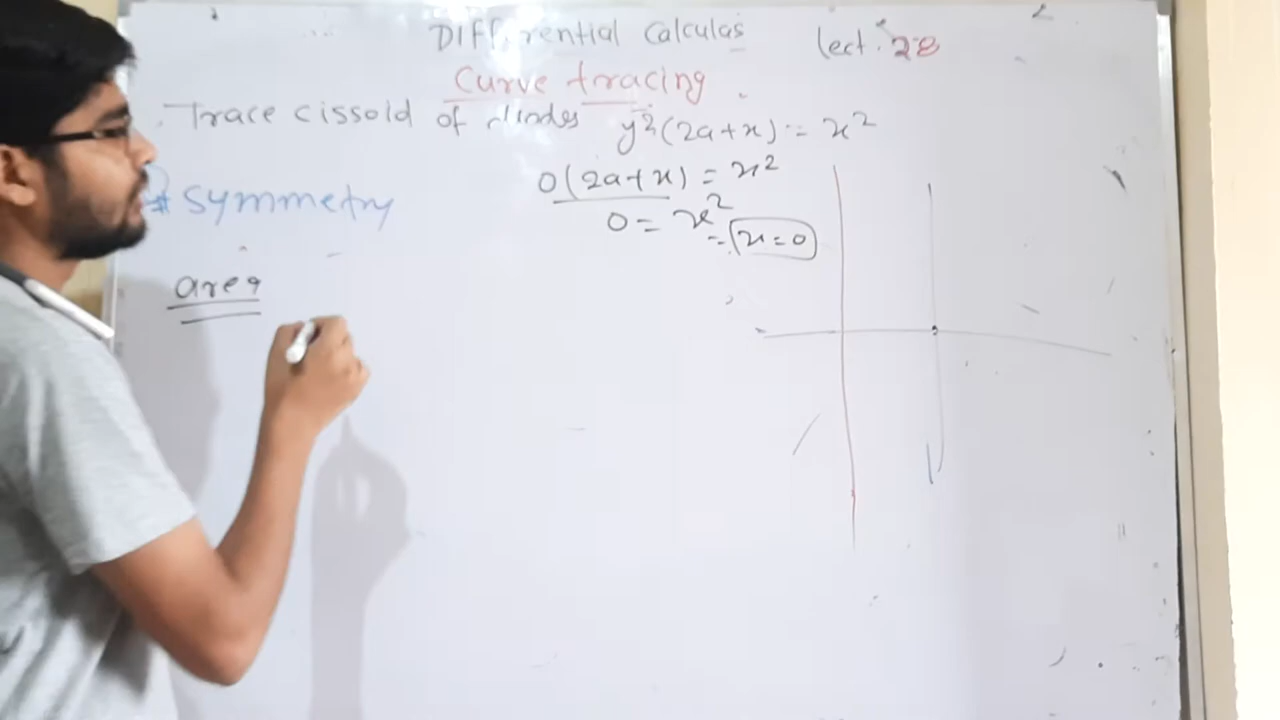 Differential Calculas
lect. 28
Curve tracing
Trace cissoid of y²(2a+x) = x²
0(2a+x) = x²
# Symmetry
0 = x²
= x=0
area